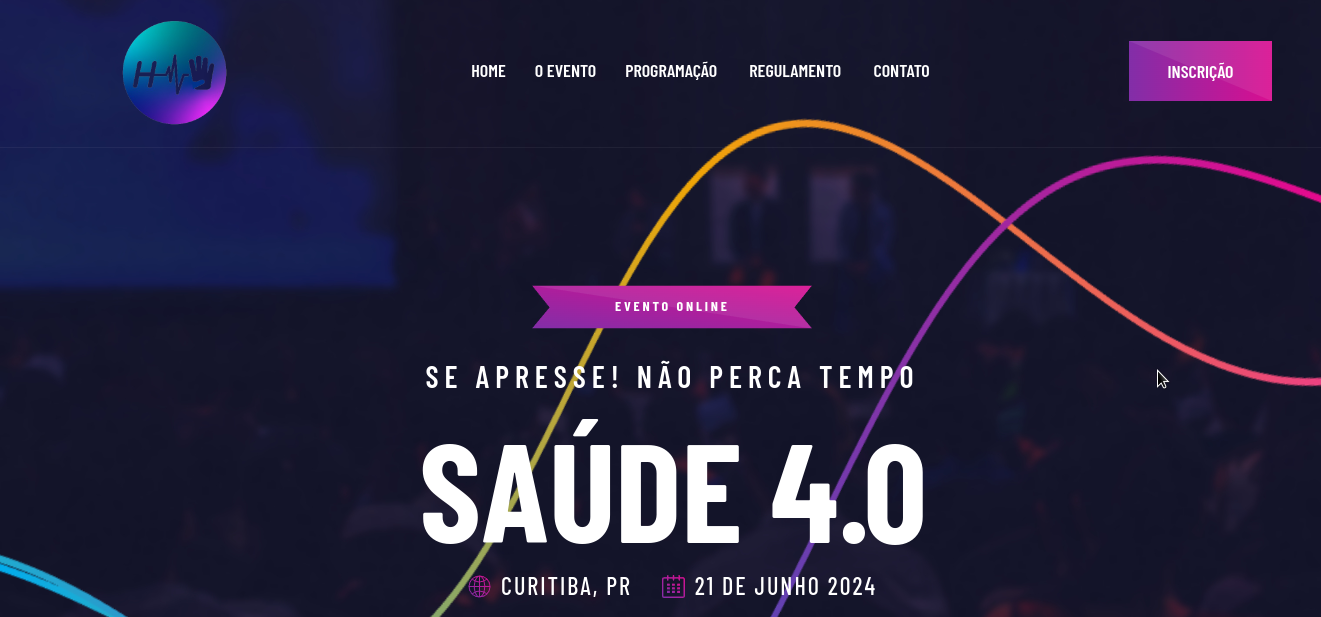 H
HOME O EVENTO PROGRAMAÇÃO REGULAMENTO CONTATO
INSCRIÇÃO
EVENTO ONLINE
SE APRESSE! NÃO PERCA TEMPO
SAÚDE 4.0
CURITIBA, PR 21 DE JUNHO 2024